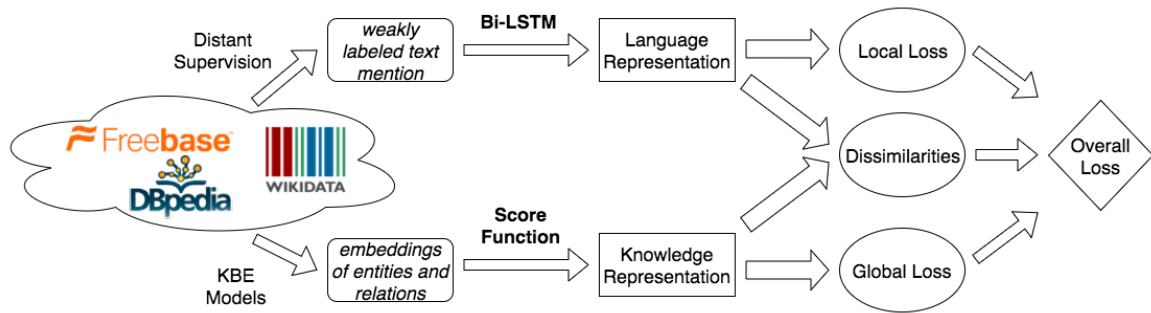 Distant
Supervision
weakly
labeled text
mention
Bi-LSTM
Language
Representation
Local Loss
Freebase™
DBpedia
WIKIDATA
Dissimilarities
Overall
Loss
KBE
Models
embeddings
of entities and
relations
Score
Function
Knowledge
Representation
Global Loss